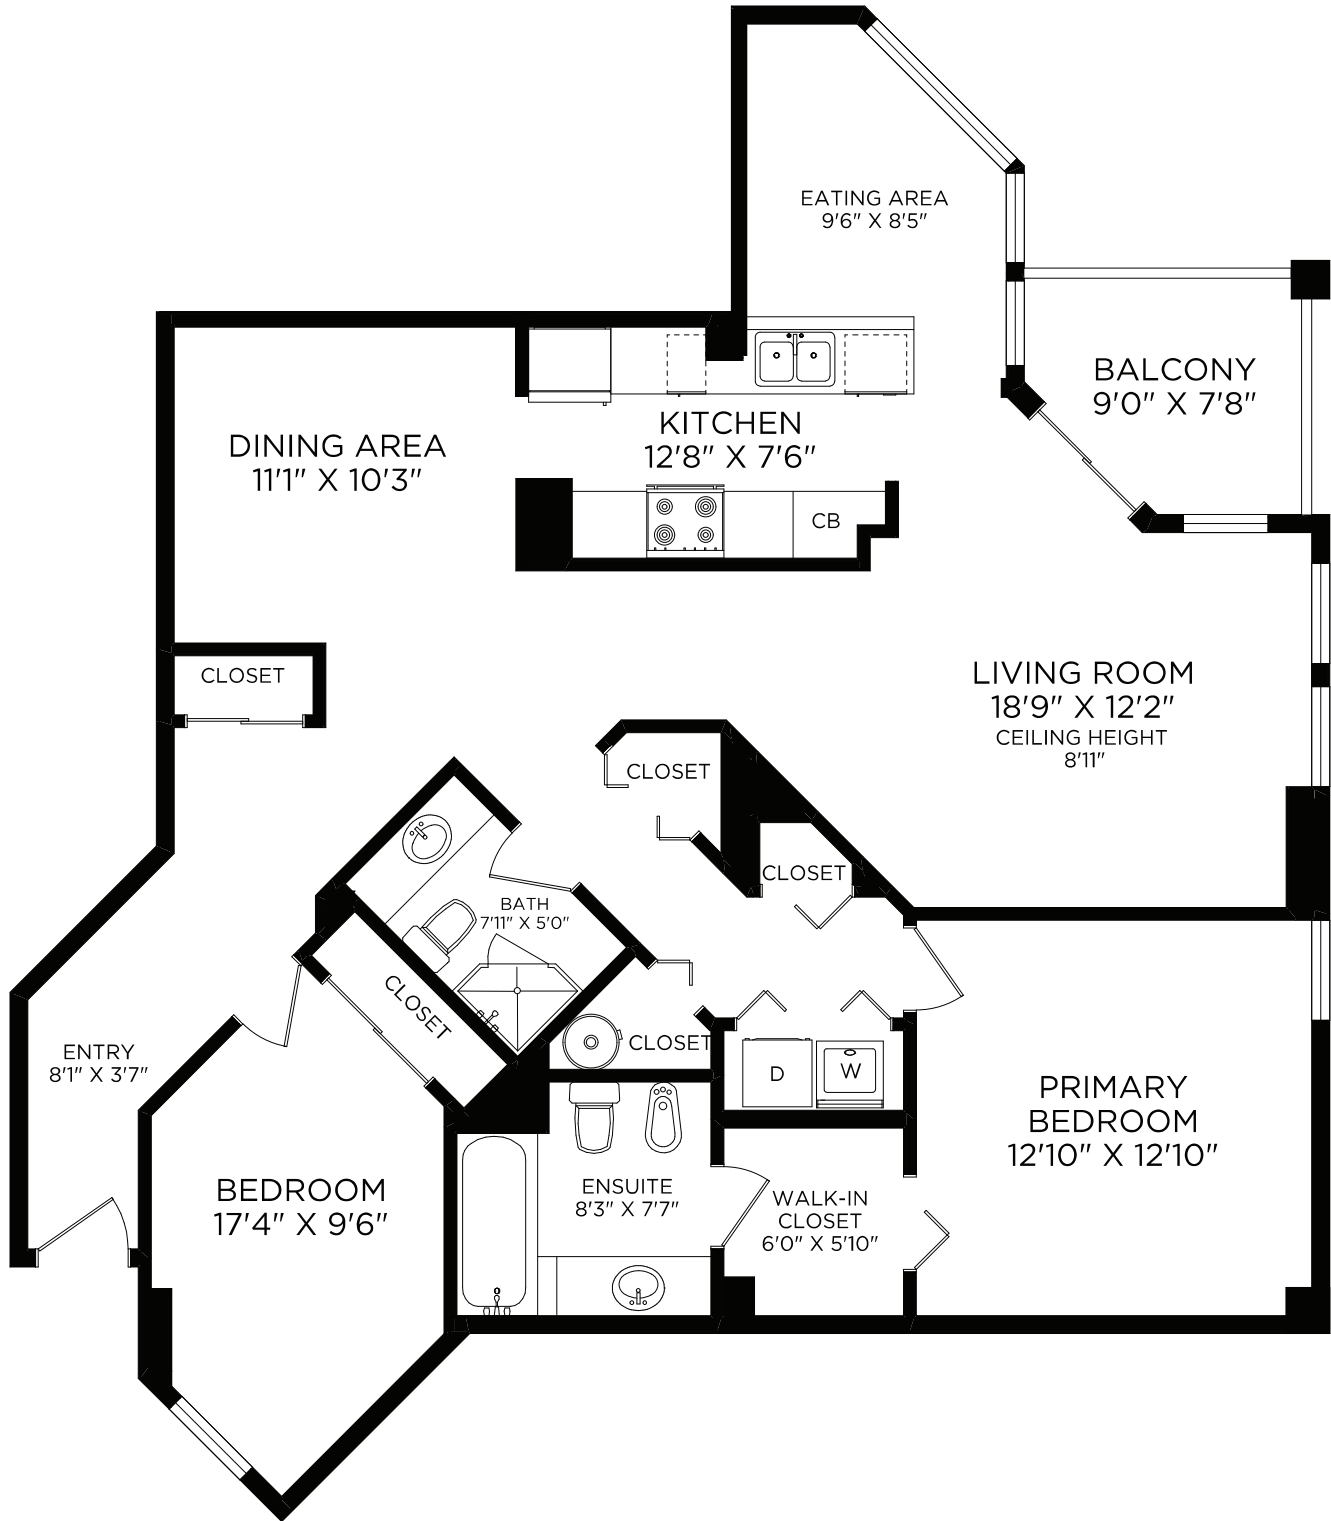 EATING AREA
9'6" X 8'5"
BALCONY
9'0" X 7'8"
KITCHEN
12'8" X 7'6"
DINING AREA
11'1" X 10'3"
CB
CLOSET
LIVING ROOM
18'9" X 12'2"
CEILING HEIGHT
8'11"
CLOSET
CLOSET
BATH
7'11" X 5'0"
CLOSET
ENTRY
8'1" X 3'7"
CLOSET
D
W
PRIMARY
BEDROOM
12'10" X 12'10"
BEDROOM
17'4" X 9'6"
ENSUITE
8'3" X 7'7"
WALK-IN
CLOSET
6'0" X 5'10"